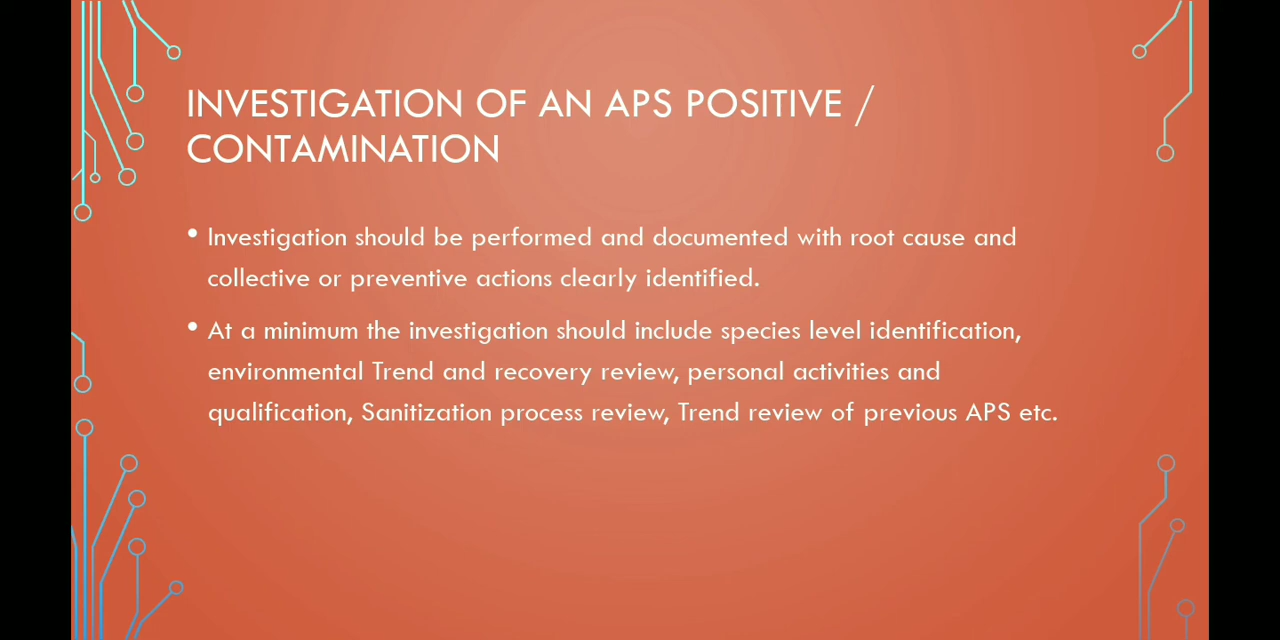 INVESTIGATION OF AN APS POSITIVE /
CONTAMINATION
• Investigation should be performed and documented with root cause and
collective or preventive actions clearly identified.
• At a minimum the investigation should include species level identification,
environmental Trend and recovery review, personal activities and
qualification, Sanitization process review, Trend review of previous APS etc.